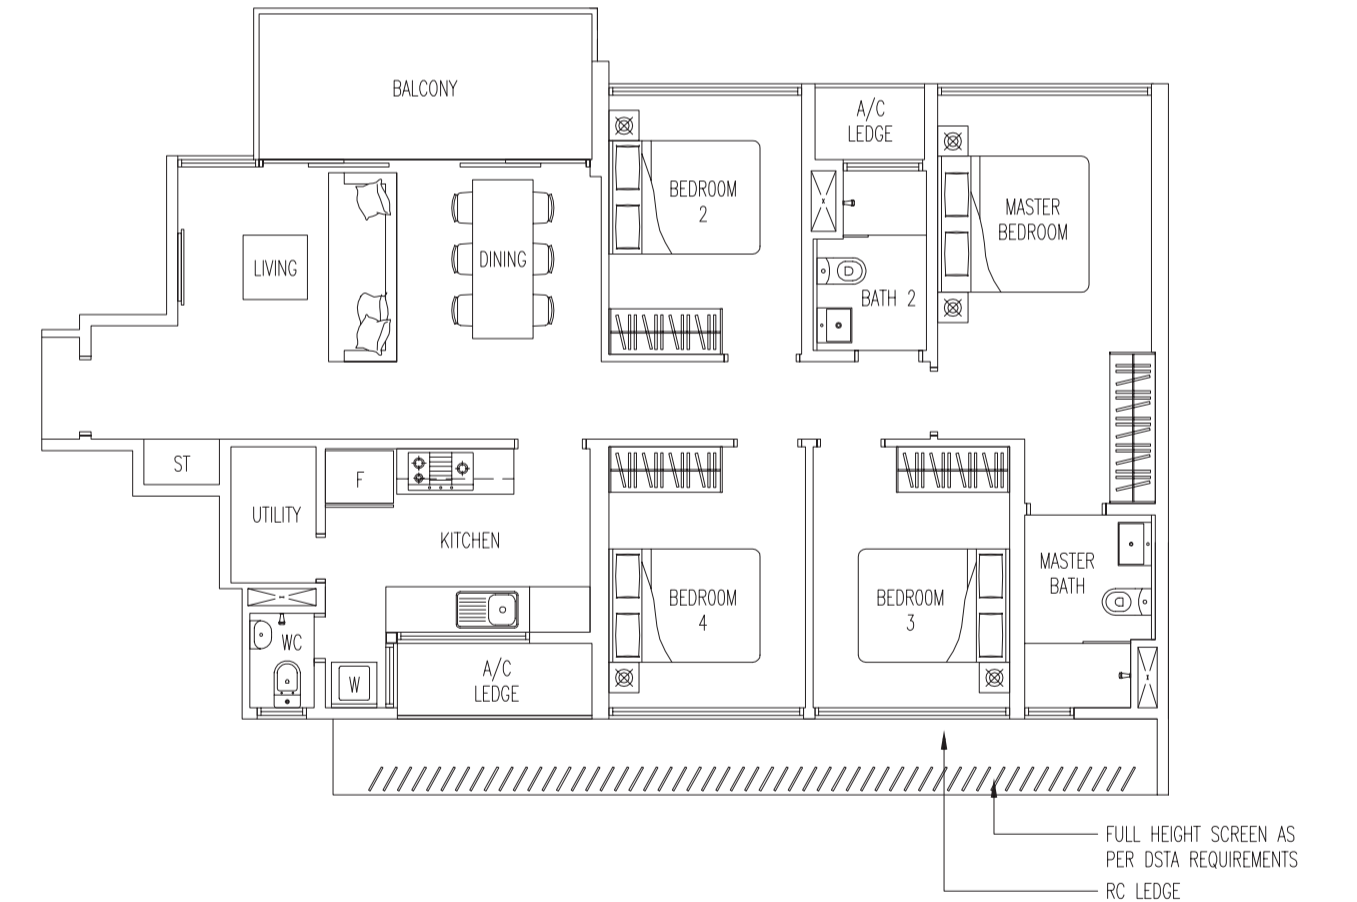 BALCONY
A/C
LEDGE
BEDROOM
2
MASTER
BEDROOM
LIVING
DINING
BATH 2
ST
F
UTILITY
KITCHEN
MASTER
BATH
BEDROOM
4
BEDROOM
3
WC
W
A/C
LEDGE
FULL HEIGHT SCREEN AS
PER DSTA REQUIREMENTS
RC LEDGE